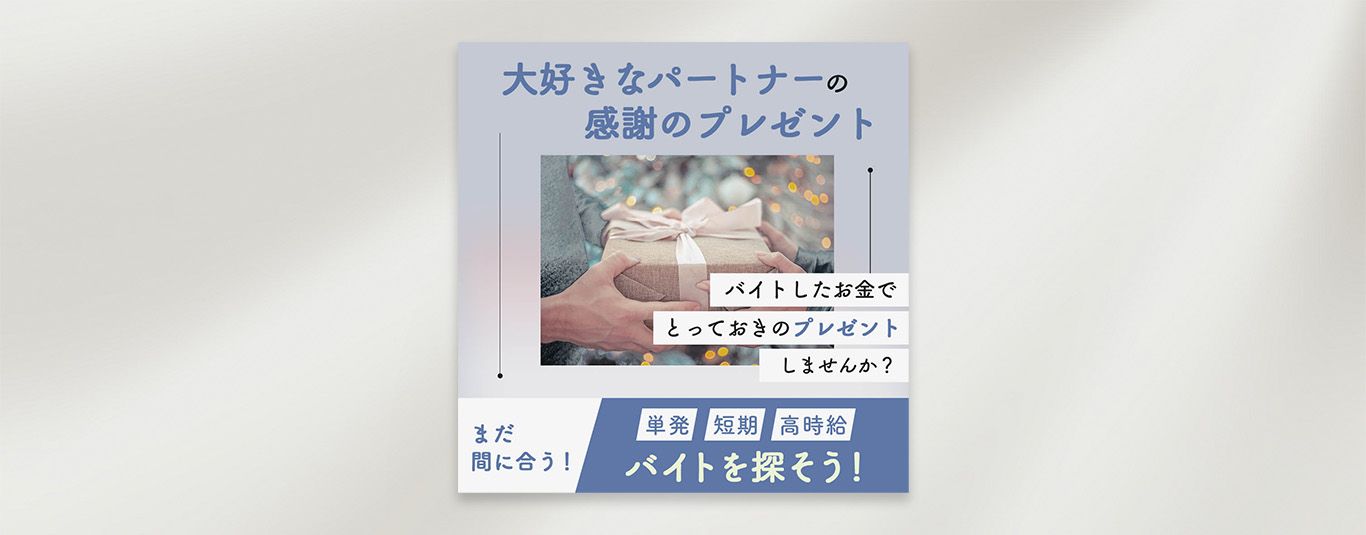 大好きなパートナーの
感謝のプレゼント
バイトしたお金で
とっておきのプレゼント
しませんか？
まだ
間に合う！
単発 短期 高時給
バイトを探そう！